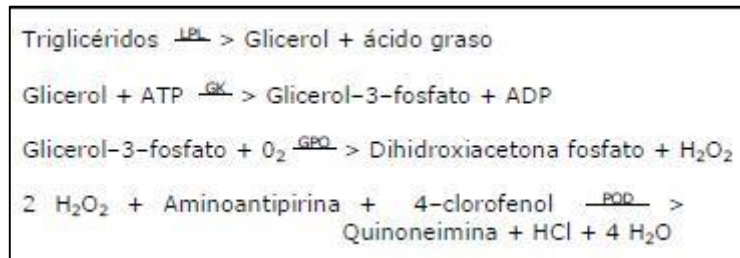 Triglicéridos LPL > Glicerol + ácido graso
Glicerol + ATP GK > Glicerol-3-fosfato + ADP
Glicerol-3-fosfato + 0₂ GPO > Dihidroxiacetona fosfato + H₂O₂
2 H₂O₂ + Aminoantipirina + 4-clorofenol POD >
Quinoneimina + HCl + 4 H₂O